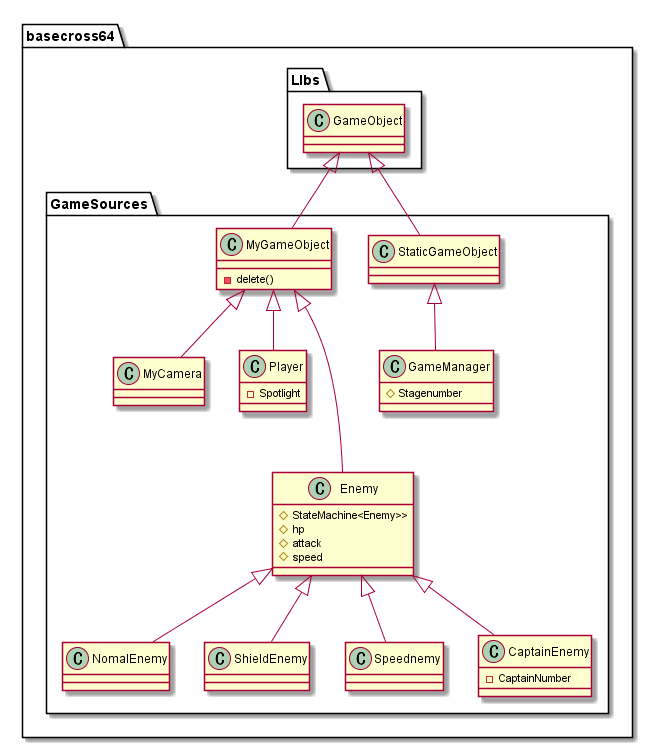 basecross64
LIbs
C GameObject
GameSources
C MyGameObject
delete()
C StaticGameObject
C MyCamera
C Player
Spotlight
C GameManager
Stagenumber
C Enemy
StateMachine<Enemy>>
hp
attack
speed
C NomalEnemy
C ShieldEnemy
C Speednemy
C CaptainEnemy
CaptainNumber